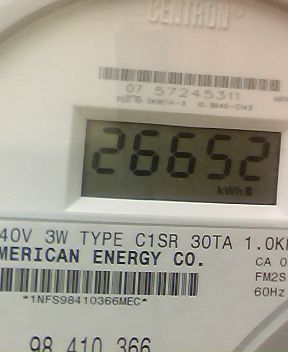 CENTRON®
07 57245311
26652
kWh
40V 3W TYPE C1SR 30TA 1.0K
MERICAN ENERGY CO.
CA 0
FM2S
*1NFS98410366MEC*
60Hz
98 410 366